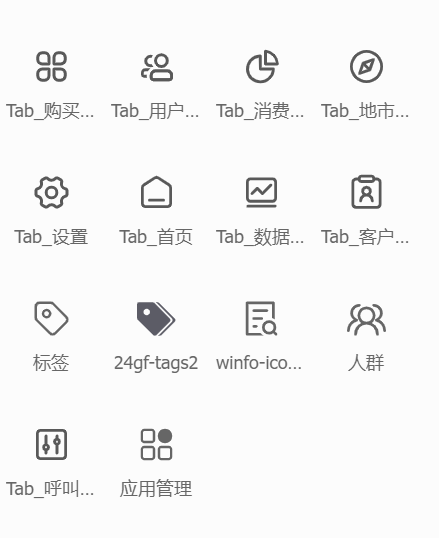 Tab_购买...
Tab_用户...
Tab_消费...
Tab_地市...
Tab_设置
Tab_首页
Tab_数据...
Tab_客户...
标签
24gf-tags2
winfo-ico...
人群
Tab_呼叫...
应用管理